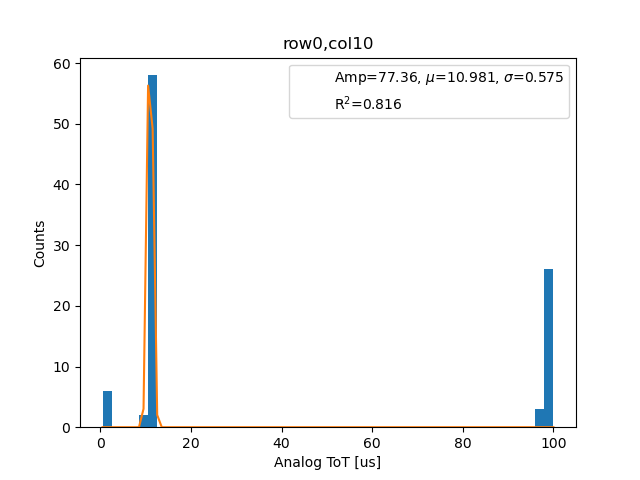 row0,col10
Amp=77.36, μ=10.981, σ=0.575
R²=0.816
60
50
40
30
20
10
0
Counts
0 20 40 60 80 100
Analog ToT [us]